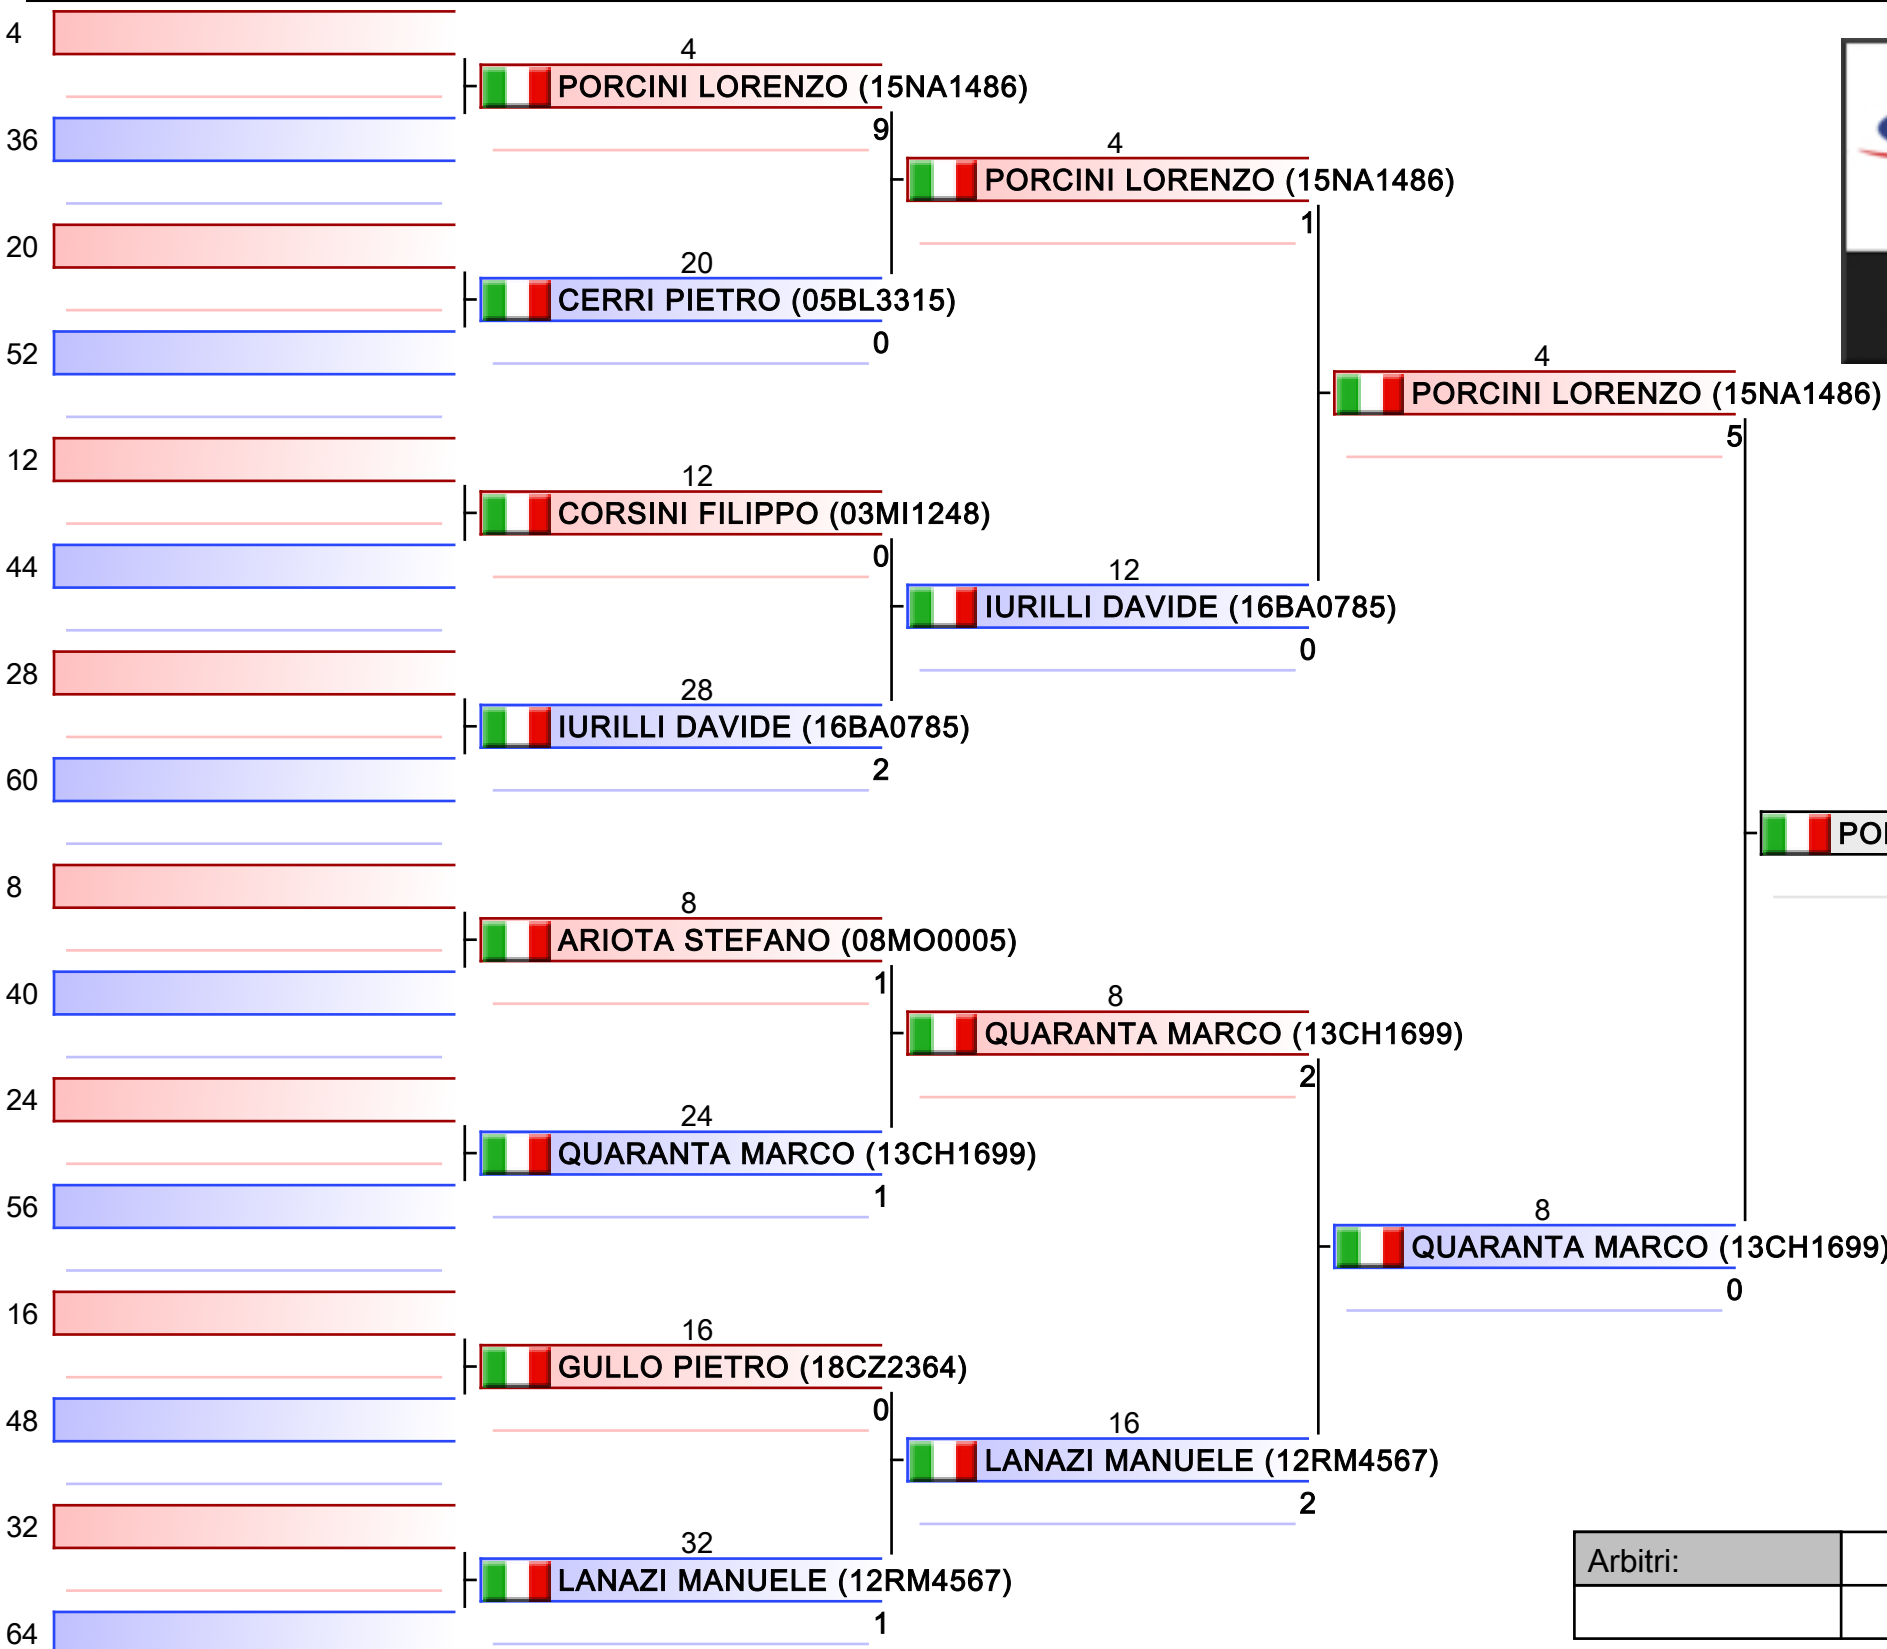 4
36
20
52
12
44
28
60
8
40
24
56
16
48
32
64
4
PORCINI LORENZO (15NA1486)
9
20
CERRI PIETRO (05BL3315)
0
12
CORSINI FILIPPO (03MI1248)
0
28
IURILLI DAVIDE (16BA0785)
2
8
ARIOTA STEFANO (08MO0005)
1
24
QUARANTA MARCO (13CH1699)
1
16
GULLO PIETRO (18CZ2364)
0
32
LANAZI MANUELE (12RM4567)
1
4
PORCINI LORENZO (15NA1486)
1
12
IURILLI DAVIDE (16BA0785)
0
8
QUARANTA MARCO (13CH1699)
2
16
LANAZI MANUELE (12RM4567)
2
4
PORCINI LORENZO (15NA1486)
5
8
QUARANTA MARCO (13CH1699)
0
Arbitri: